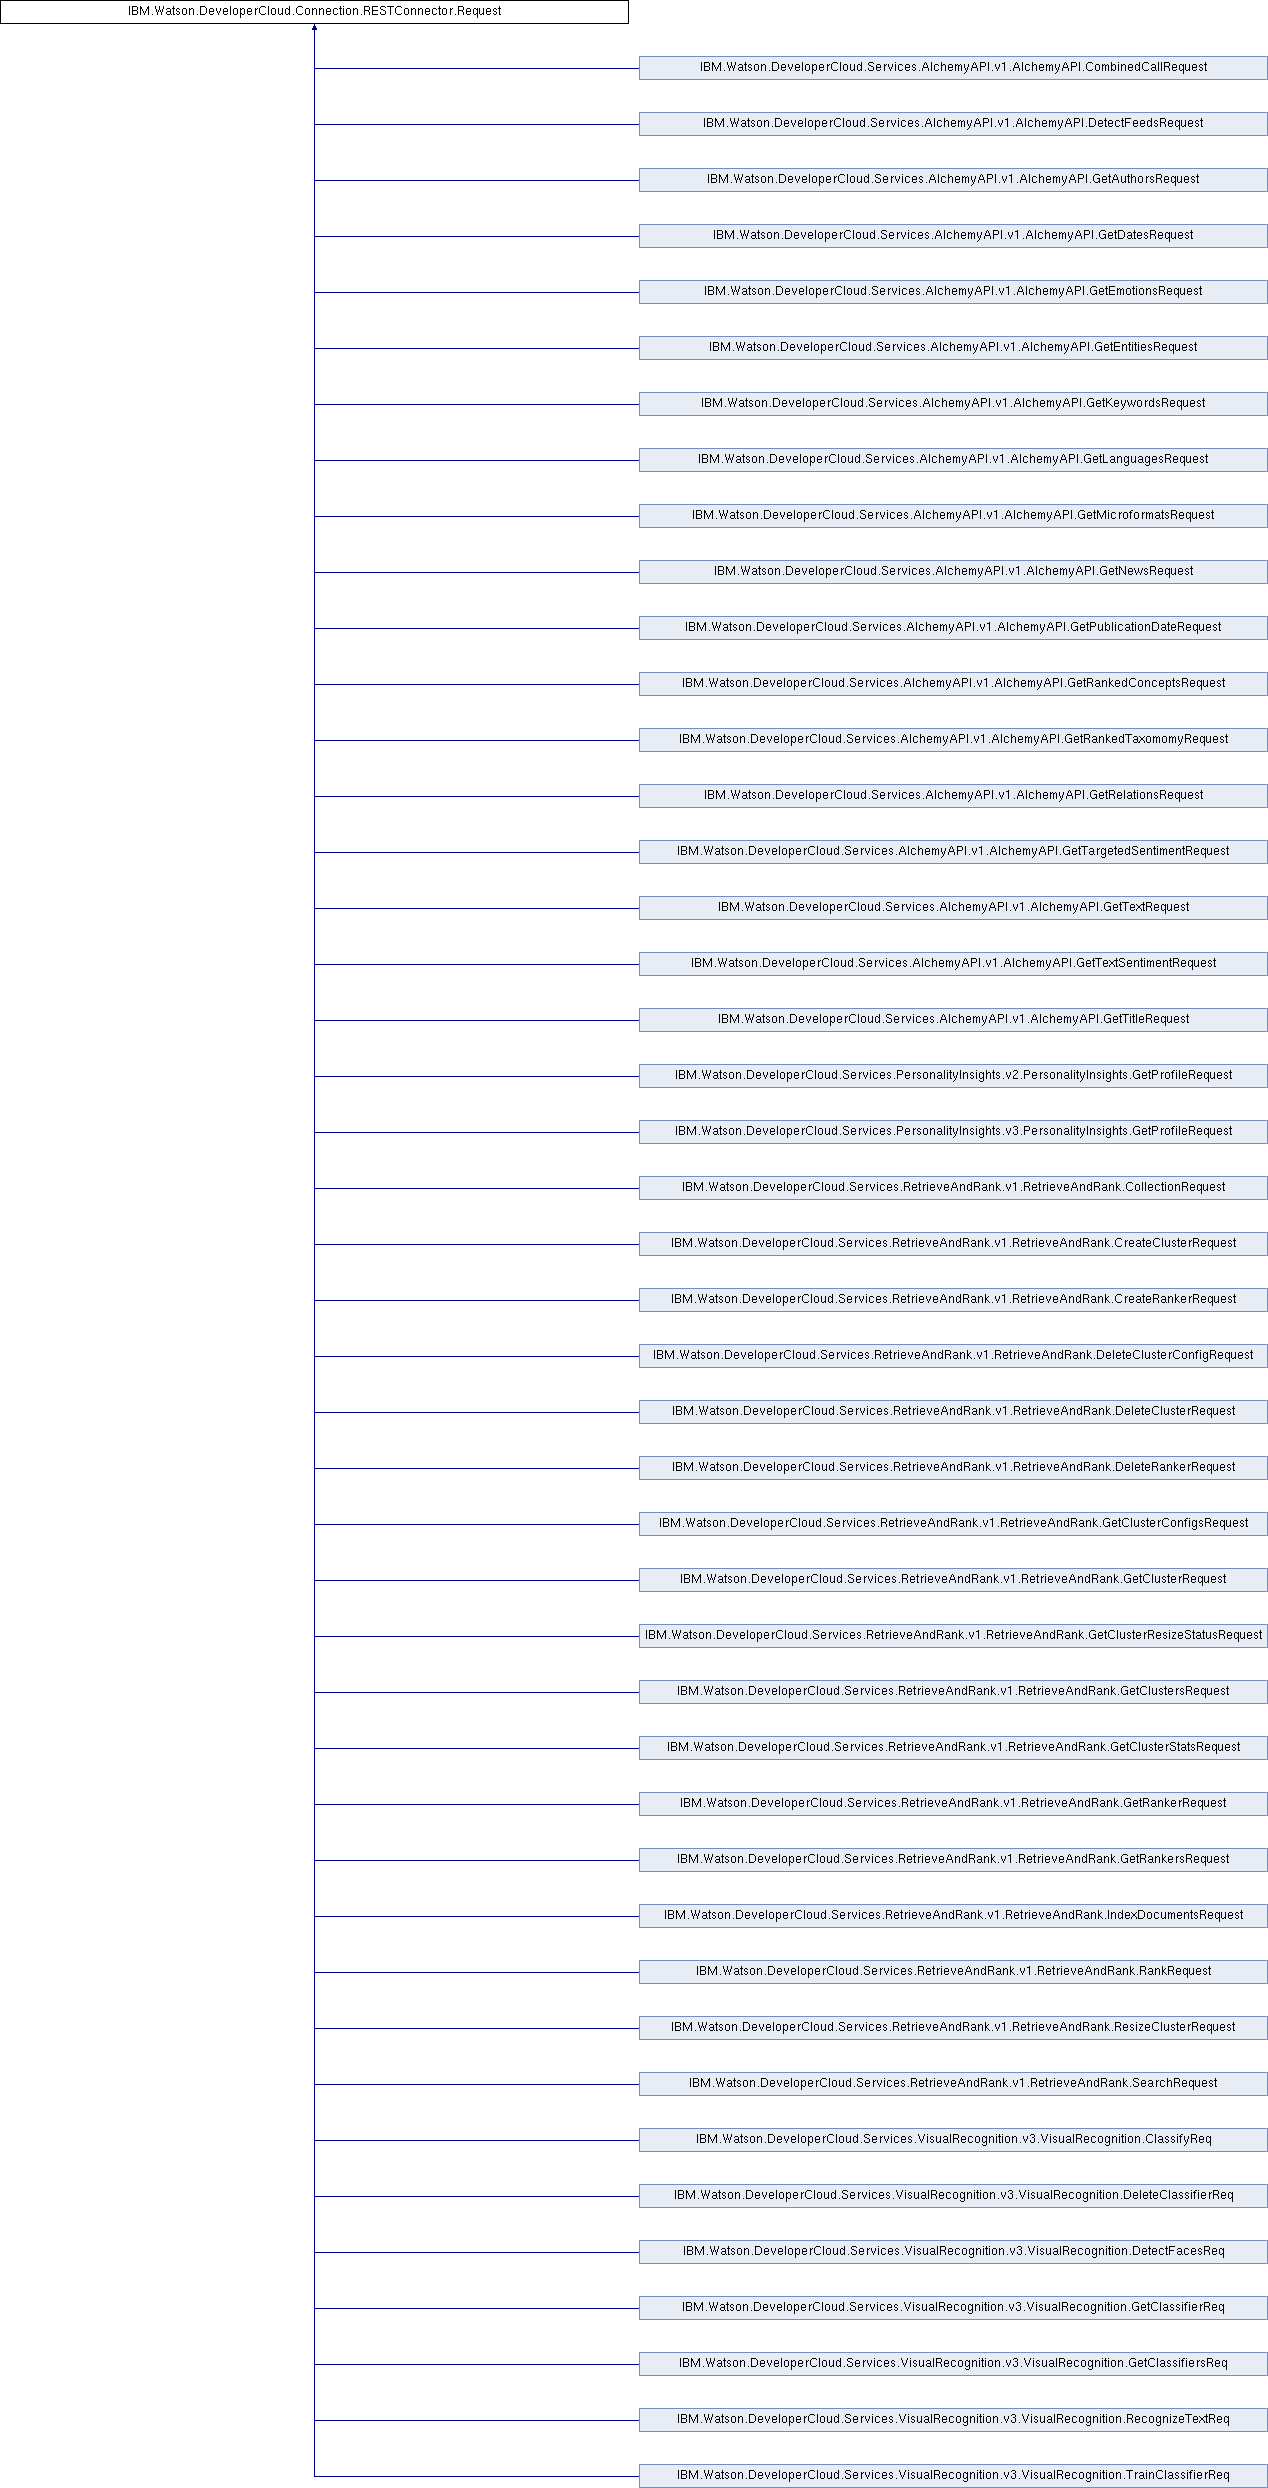 IBM.Watson.DeveloperCloud.Connection.RESTConnector.Request
IBM.Watson.DeveloperCloud.Services.AlchemyAPI.v1.AlchemyAPI.CombinedCallRequest
IBM.Watson.DeveloperCloud.Services.AlchemyAPI.v1.AlchemyAPI.DetectFeedsRequest
IBM.Watson.DeveloperCloud.Services.AlchemyAPI.v1.AlchemyAPI.GetAuthorsRequest
IBM.Watson.DeveloperCloud.Services.AlchemyAPI.v1.AlchemyAPI.GetDatesRequest
IBM.Watson.DeveloperCloud.Services.AlchemyAPI.v1.AlchemyAPI.GetEmotionsRequest
IBM.Watson.DeveloperCloud.Services.AlchemyAPI.v1.AlchemyAPI.GetEntitiesRequest
IBM.Watson.DeveloperCloud.Services.AlchemyAPI.v1.AlchemyAPI.GetKeywordsRequest
IBM.Watson.DeveloperCloud.Services.AlchemyAPI.v1.AlchemyAPI.GetLanguagesRequest
IBM.Watson.DeveloperCloud.Services.AlchemyAPI.v1.AlchemyAPI.GetMicroformatsRequest
IBM.Watson.DeveloperCloud.Services.AlchemyAPI.v1.AlchemyAPI.GetNewsRequest
IBM.Watson.DeveloperCloud.Services.AlchemyAPI.v1.AlchemyAPI.GetPublicationDateRequest
IBM.Watson.DeveloperCloud.Services.AlchemyAPI.v1.AlchemyAPI.GetRankedConceptsRequest
IBM.Watson.DeveloperCloud.Services.AlchemyAPI.v1.AlchemyAPI.GetRankedTaxomomyRequest
IBM.Watson.DeveloperCloud.Services.AlchemyAPI.v1.AlchemyAPI.GetRelationsRequest
IBM.Watson.DeveloperCloud.Services.AlchemyAPI.v1.AlchemyAPI.GetTargetedSentimentRequest
IBM.Watson.DeveloperCloud.Services.AlchemyAPI.v1.AlchemyAPI.GetTextRequest
IBM.Watson.DeveloperCloud.Services.AlchemyAPI.v1.AlchemyAPI.GetTextSentimentRequest
IBM.Watson.DeveloperCloud.Services.AlchemyAPI.v1.AlchemyAPI.GetTitleRequest
IBM.Watson.DeveloperCloud.Services.PersonalityInsights.v2.PersonalityInsights.GetProfileRequest
IBM.Watson.DeveloperCloud.Services.PersonalityInsights.v3.PersonalityInsights.GetProfileRequest
IBM.Watson.DeveloperCloud.Services.RetrieveAndRank.v1.RetrieveAndRank.CollectionRequest
IBM.Watson.DeveloperCloud.Services.RetrieveAndRank.v1.RetrieveAndRank.CreateClusterRequest
IBM.Watson.DeveloperCloud.Services.RetrieveAndRank.v1.RetrieveAndRank.CreateRankerRequest
IBM.Watson.DeveloperCloud.Services.RetrieveAndRank.v1.RetrieveAndRank.DeleteClusterConfigRequest
IBM.Watson.DeveloperCloud.Services.RetrieveAndRank.v1.RetrieveAndRank.DeleteClusterRequest
IBM.Watson.DeveloperCloud.Services.RetrieveAndRank.v1.RetrieveAndRank.DeleteRankerRequest
IBM.Watson.DeveloperCloud.Services.RetrieveAndRank.v1.RetrieveAndRank.GetClusterConfigsRequest
IBM.Watson.DeveloperCloud.Services.RetrieveAndRank.v1.RetrieveAndRank.GetClusterRequest
IBM.Watson.DeveloperCloud.Services.RetrieveAndRank.v1.RetrieveAndRank.GetClusterResizeStatusRequest
IBM.Watson.DeveloperCloud.Services.RetrieveAndRank.v1.RetrieveAndRank.GetClustersRequest
IBM.Watson.DeveloperCloud.Services.RetrieveAndRank.v1.RetrieveAndRank.GetClusterStatsRequest
IBM.Watson.DeveloperCloud.Services.RetrieveAndRank.v1.RetrieveAndRank.GetRankerRequest
IBM.Watson.DeveloperCloud.Services.RetrieveAndRank.v1.RetrieveAndRank.GetRankersRequest
IBM.Watson.DeveloperCloud.Services.RetrieveAndRank.v1.RetrieveAndRank.IndexDocumentsRequest
IBM.Watson.DeveloperCloud.Services.RetrieveAndRank.v1.RetrieveAndRank.RankRequest
IBM.Watson.DeveloperCloud.Services.RetrieveAndRank.v1.RetrieveAndRank.ResizeClusterRequest
IBM.Watson.DeveloperCloud.Services.RetrieveAndRank.v1.RetrieveAndRank.SearchRequest
IBM.Watson.DeveloperCloud.Services.VisualRecognition.v3.VisualRecognition.ClassifyReq
IBM.Watson.DeveloperCloud.Services.VisualRecognition.v3.VisualRecognition.DeleteClassifierReq
IBM.Watson.DeveloperCloud.Services.VisualRecognition.v3.VisualRecognition.DetectFacesReq
IBM.Watson.DeveloperCloud.Services.VisualRecognition.v3.VisualRecognition.GetClassifierReq
IBM.Watson.DeveloperCloud.Services.VisualRecognition.v3.VisualRecognition.GetClassifiersReq
IBM.Watson.DeveloperCloud.Services.VisualRecognition.v3.VisualRecognition.RecognizeTextReq
IBM.Watson.DeveloperCloud.Services.VisualRecognition.v3.VisualRecognition.TrainClassifierReq